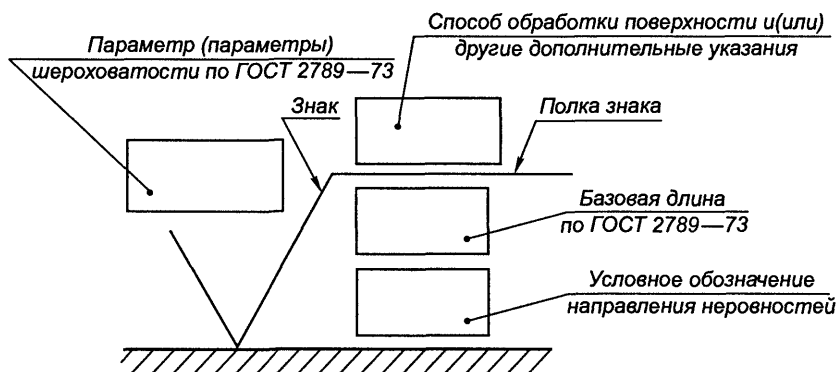 Параметр (параметры)
шероховатости по ГОСТ 2789—73
Способ обработки поверхности и(или)
другие дополнительные указания
Знак
Полка знака
Базовая длина
по ГОСТ 2789—73
Условное обозначение
направления неровностей